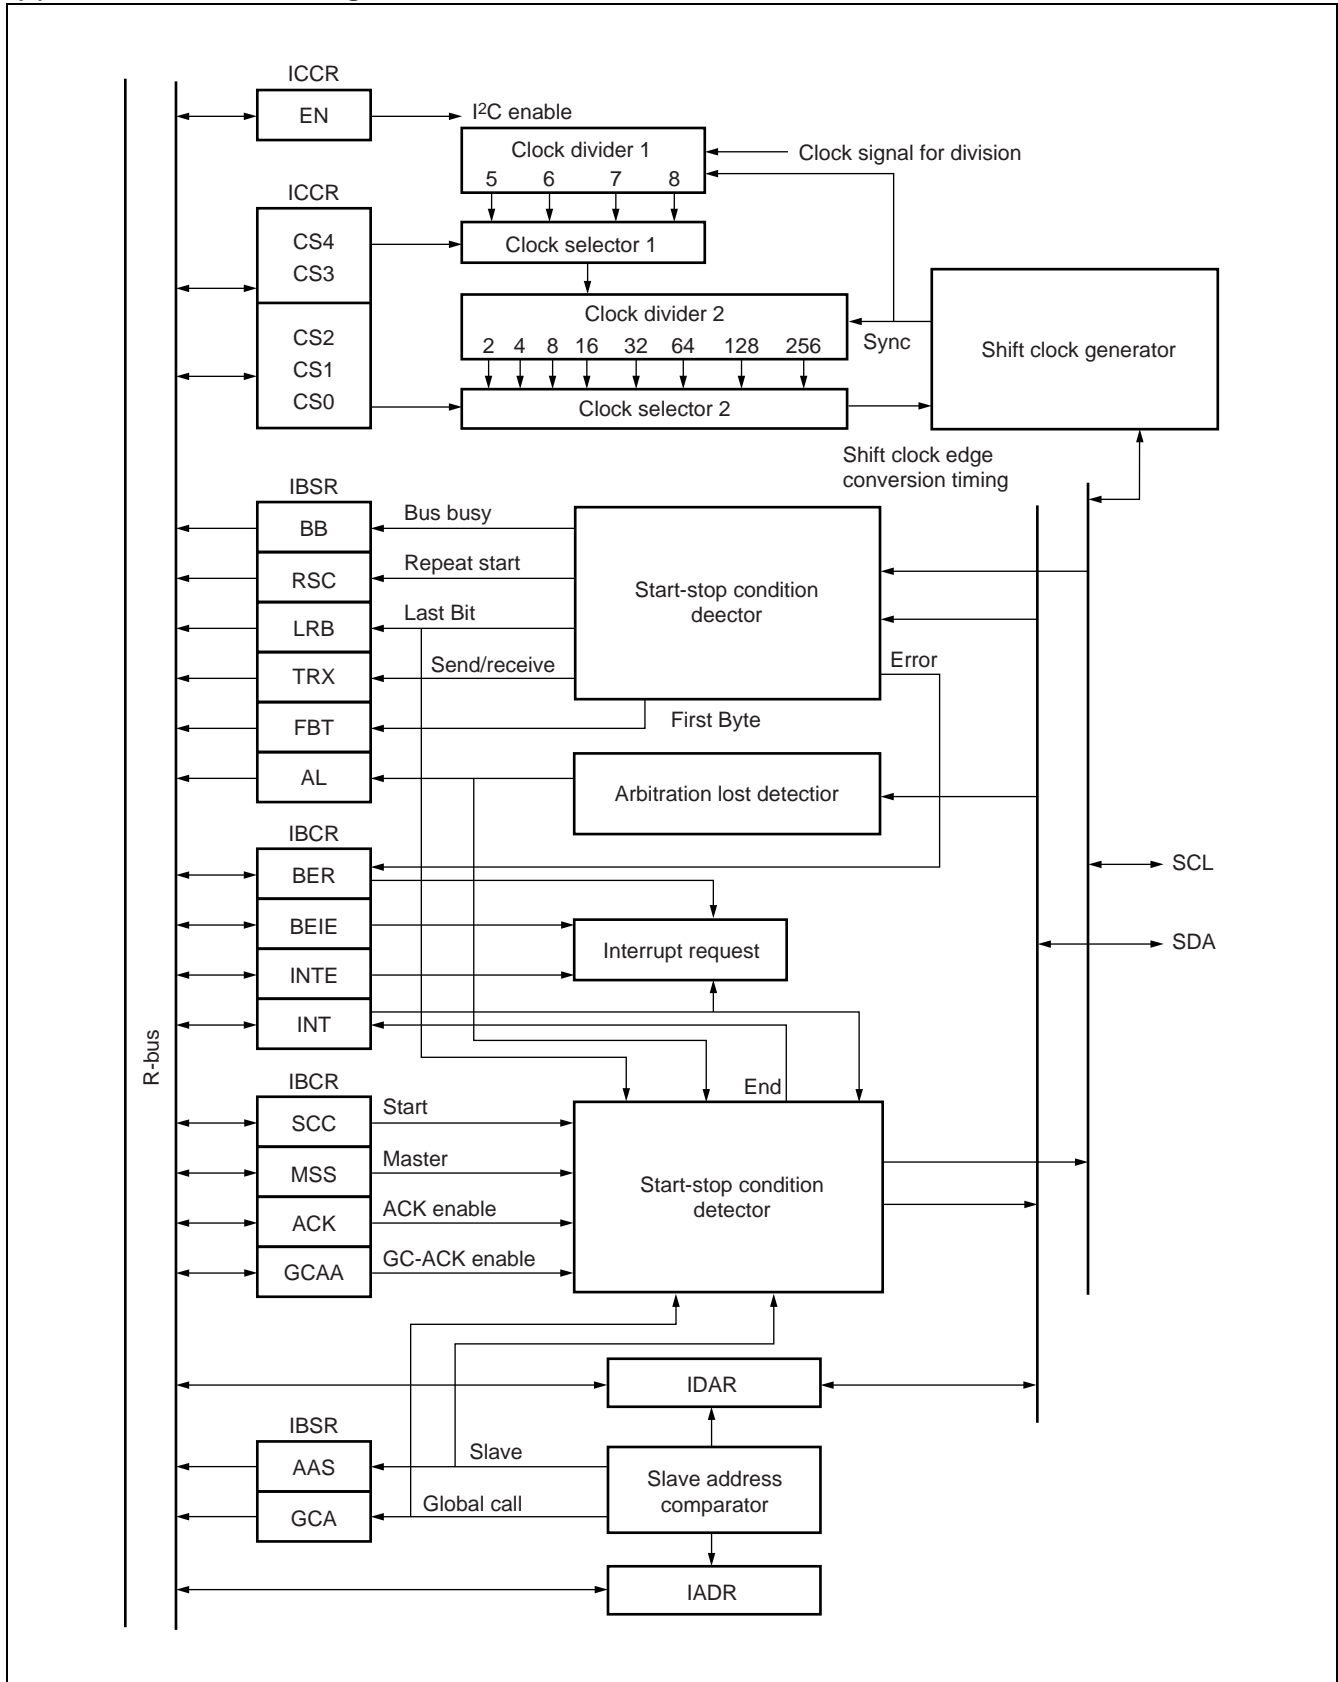 ICCR
EN
I²C enable
Clock divider 1
5 6 7 8
Clock signal for division
ICCR
CS4
CS3
Clock selector 1
Clock divider 2
2 4 8 16 32 64 128 256
Sync
Shift clock generator
CS2
CS1
CS0
Clock selector 2
Shift clock edge
conversion timing
IBSR
BB
Bus busy
RSC
Repeat start
LRB
Last Bit
TRX
Send/receive
FBT
First Byte
AL
Start-stop condition
deector
Error
Arbitration lost detectior
IBCR
BER
BEIE
INTE
INT
Interrupt request
SCL
SDA
R-bus
End
IBCR
SCC
Start
MSS
Master
ACK
ACK enable
GCAA
GC-ACK enable
Start-stop condition
detector
IDAR
IBSR
AAS
Slave
GCA
Global call
Slave address
comparator
IADR